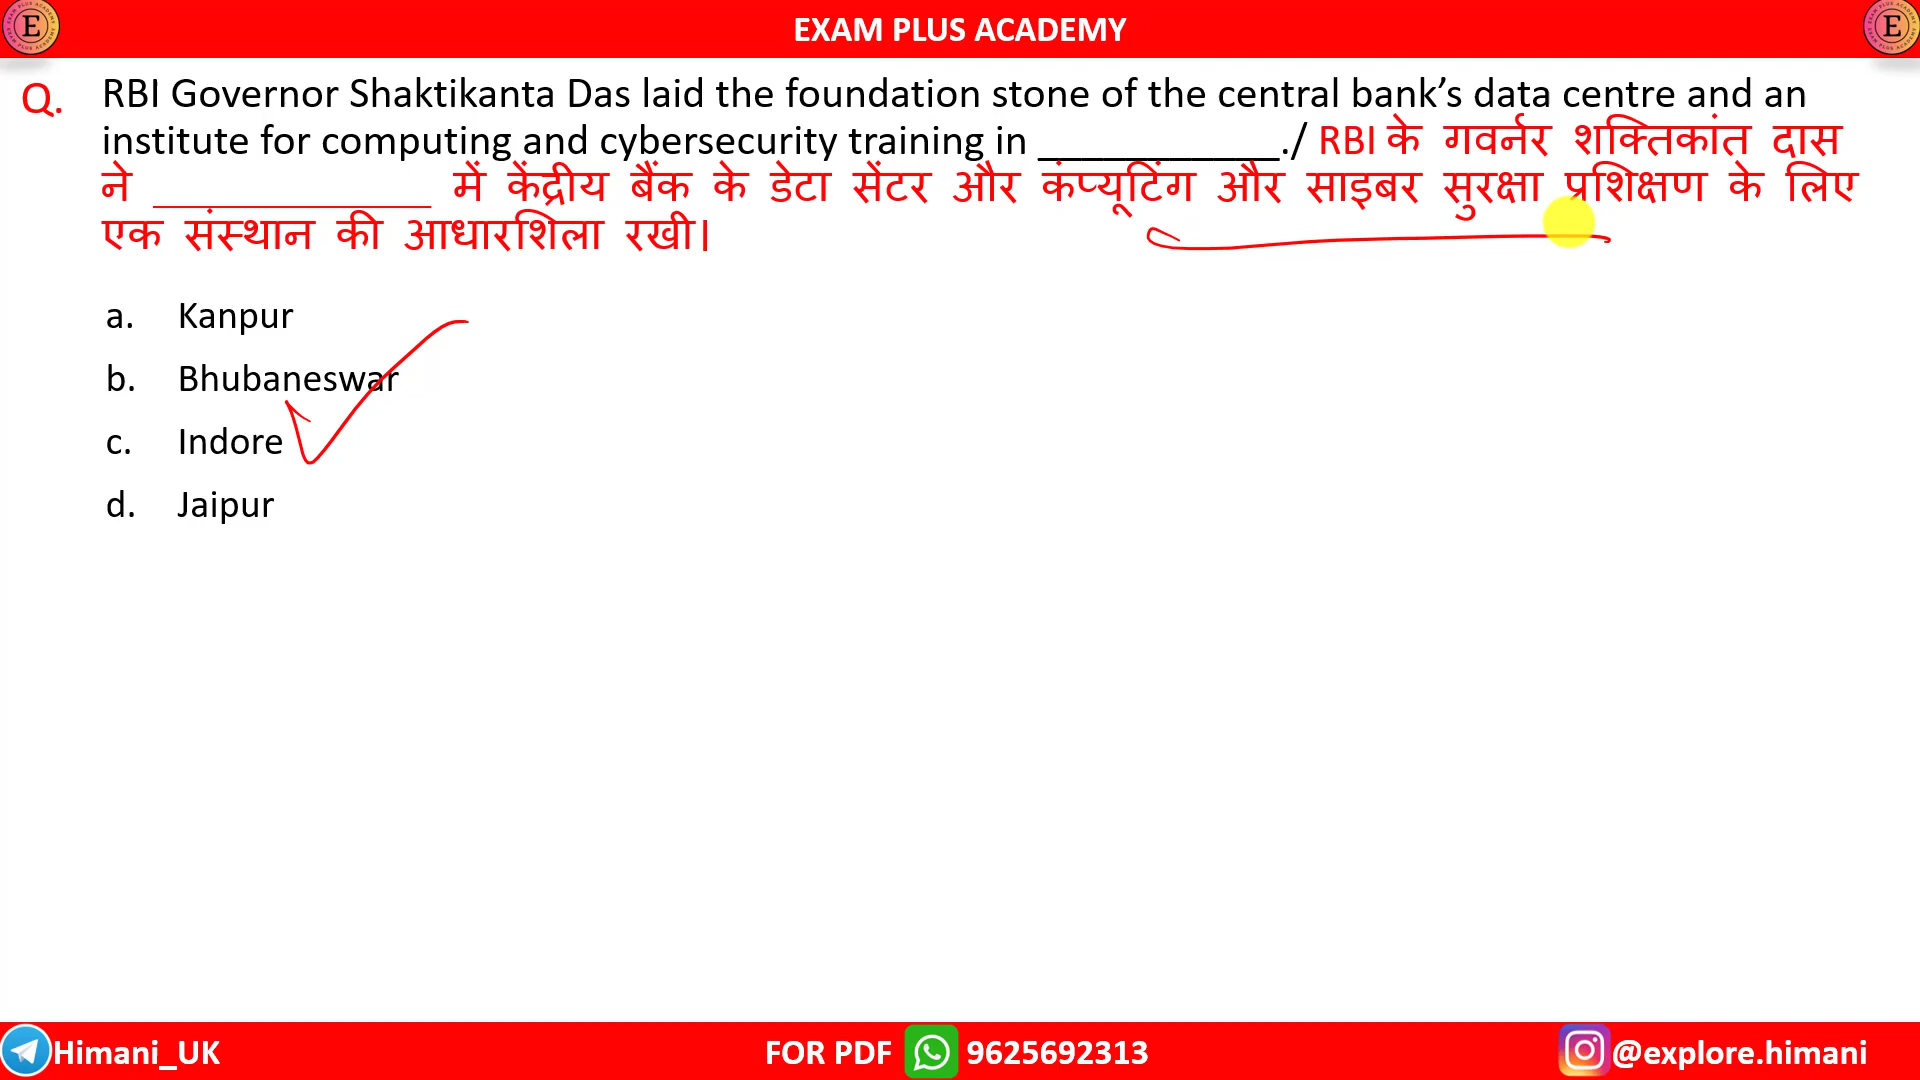 EXAM PLUS ACADEMY
Q. RBI Governor Shaktikanta Das laid the foundation stone of the central bank’s data centre and an
institute for computing and cybersecurity training in ___________./ RBI के गवर्नर शक्तिकांत दास
ने _____________ में केंद्रीय बैंक के डेटा सेंटर और कंप्यूटिंग और साइबर सुरक्षा प्रशिक्षण के लिए
एक संस्थान की आधारशिला रखी।
a. Kanpur
b. Bhubaneswar
c. Indore
d. Jaipur
Himani_UK
FOR PDF 9625692313
@explore.himani